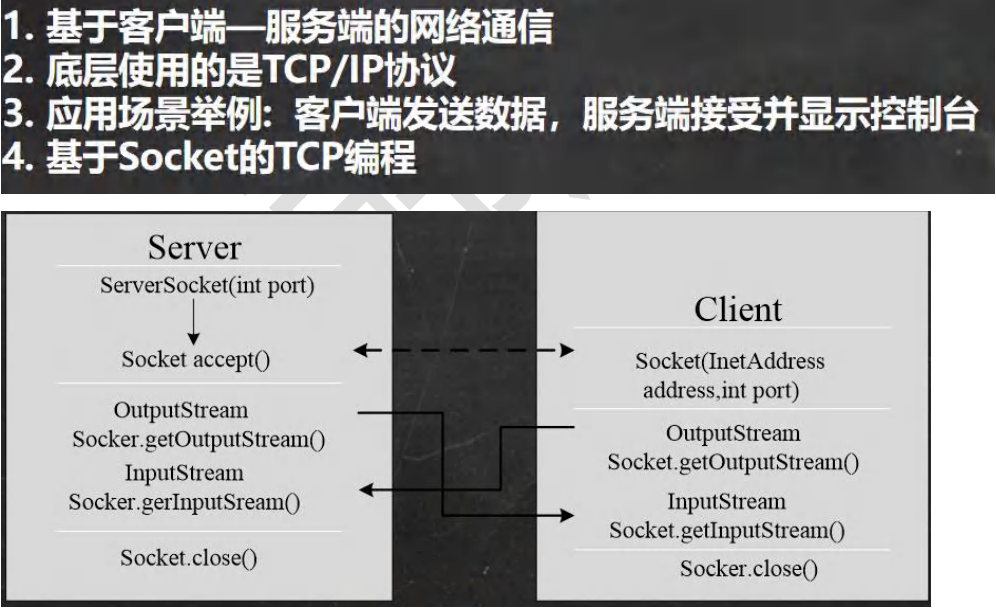 1. 基于客户端—服务端的网络通信
2. 底层使用的是TCP/IP协议
3. 应用场景举例: 客户端发送数据，服务端接受并显示控制台
4. 基于Socket的TCP编程
Server
ServerSocket(int port)
Socket accept()
OutputStream
Socker.getOutputStream()
InputStream
Socker.gerInputSream()
Socket.close()
Client
Socket(InetAddress
address,int port)
OutputStream
Socket.getOutputStream()
InputStream
Socket.getInputStream()
Socker.close()